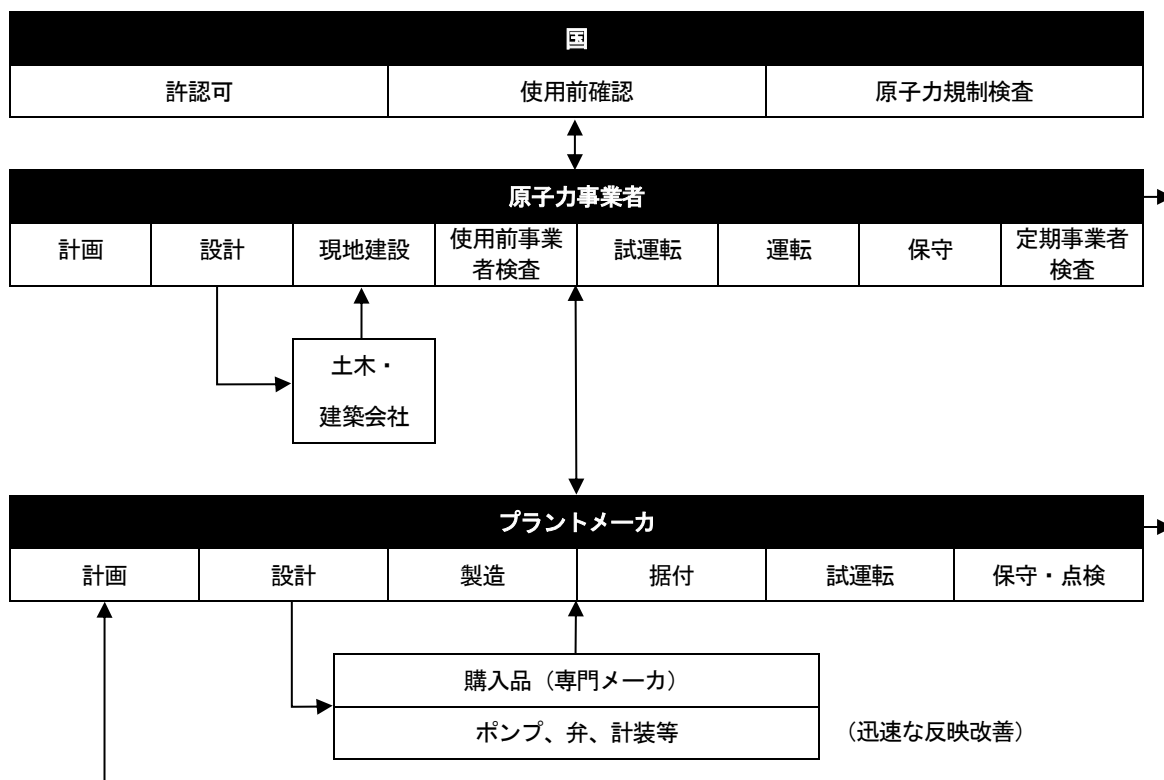 国
許認可 使用前確認 原子力規制検査
原子力事業者
計画 設計 現地建設 使用前事業者検査 試運転 運転 保守 定期事業者検査
土木・
建築会社
プラントメーカ
計画 設計 製造 据付 試運転 保守・点検
購入品（専門メーカ）
ポンプ、弁、計装等 （迅速な反映改善）